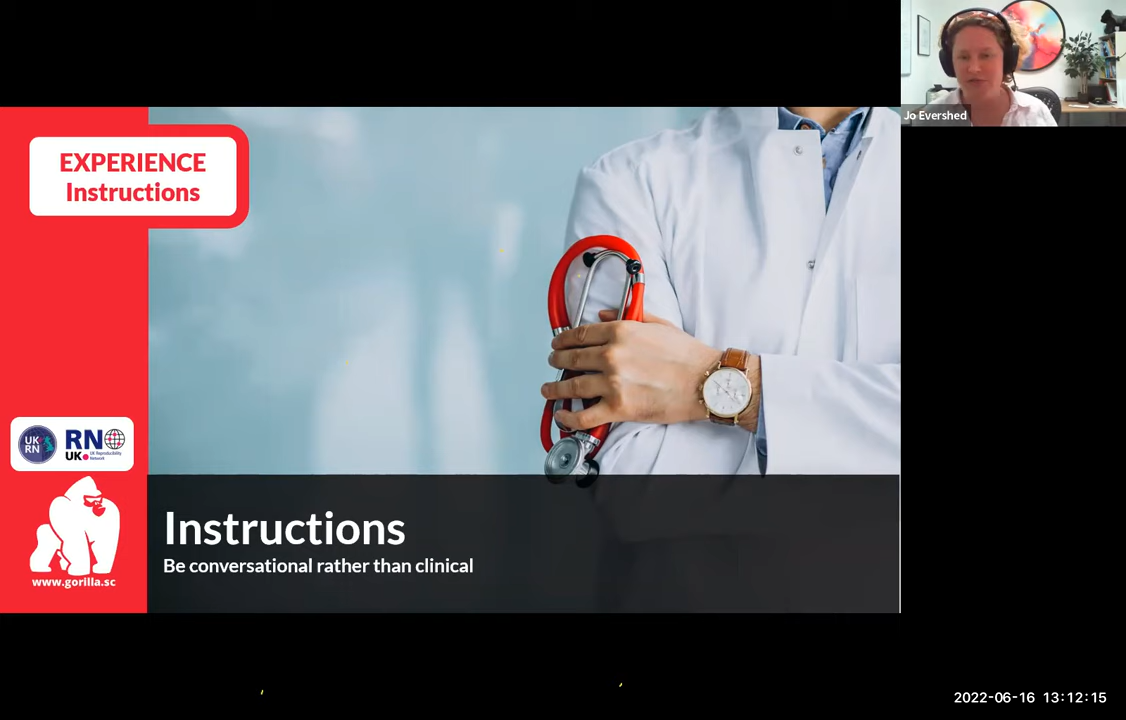 EXPERIENCE
Instructions
Jo Evershed
UK
RN
RN
UK
UK Reproducibility
Network
www.gorilla.sc
Instructions
Be conversational rather than clinical
2022-06-16 13:12:15